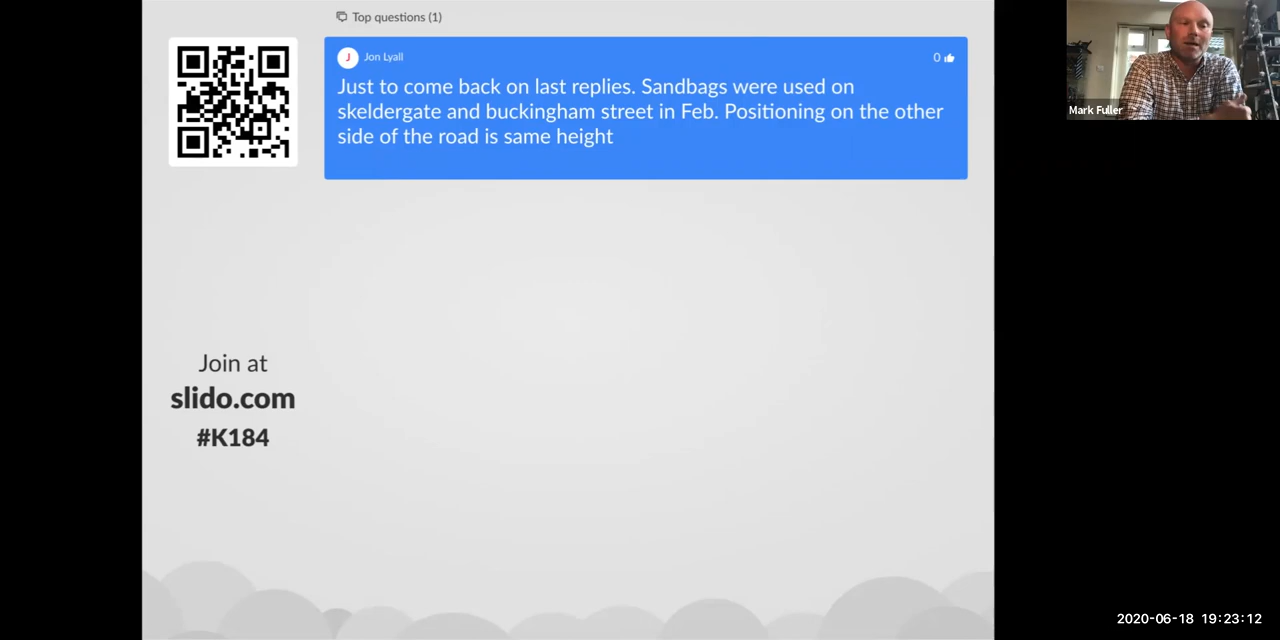 Top questions (1)
J Jon Lyall
0
Just to come back on last replies. Sandbags were used on
skeldergate and buckingham street in Feb. Positioning on the other
side of the road is same height
Mark Fuller
Join at
slido.com
#K184
2020-06-18 19:23:12